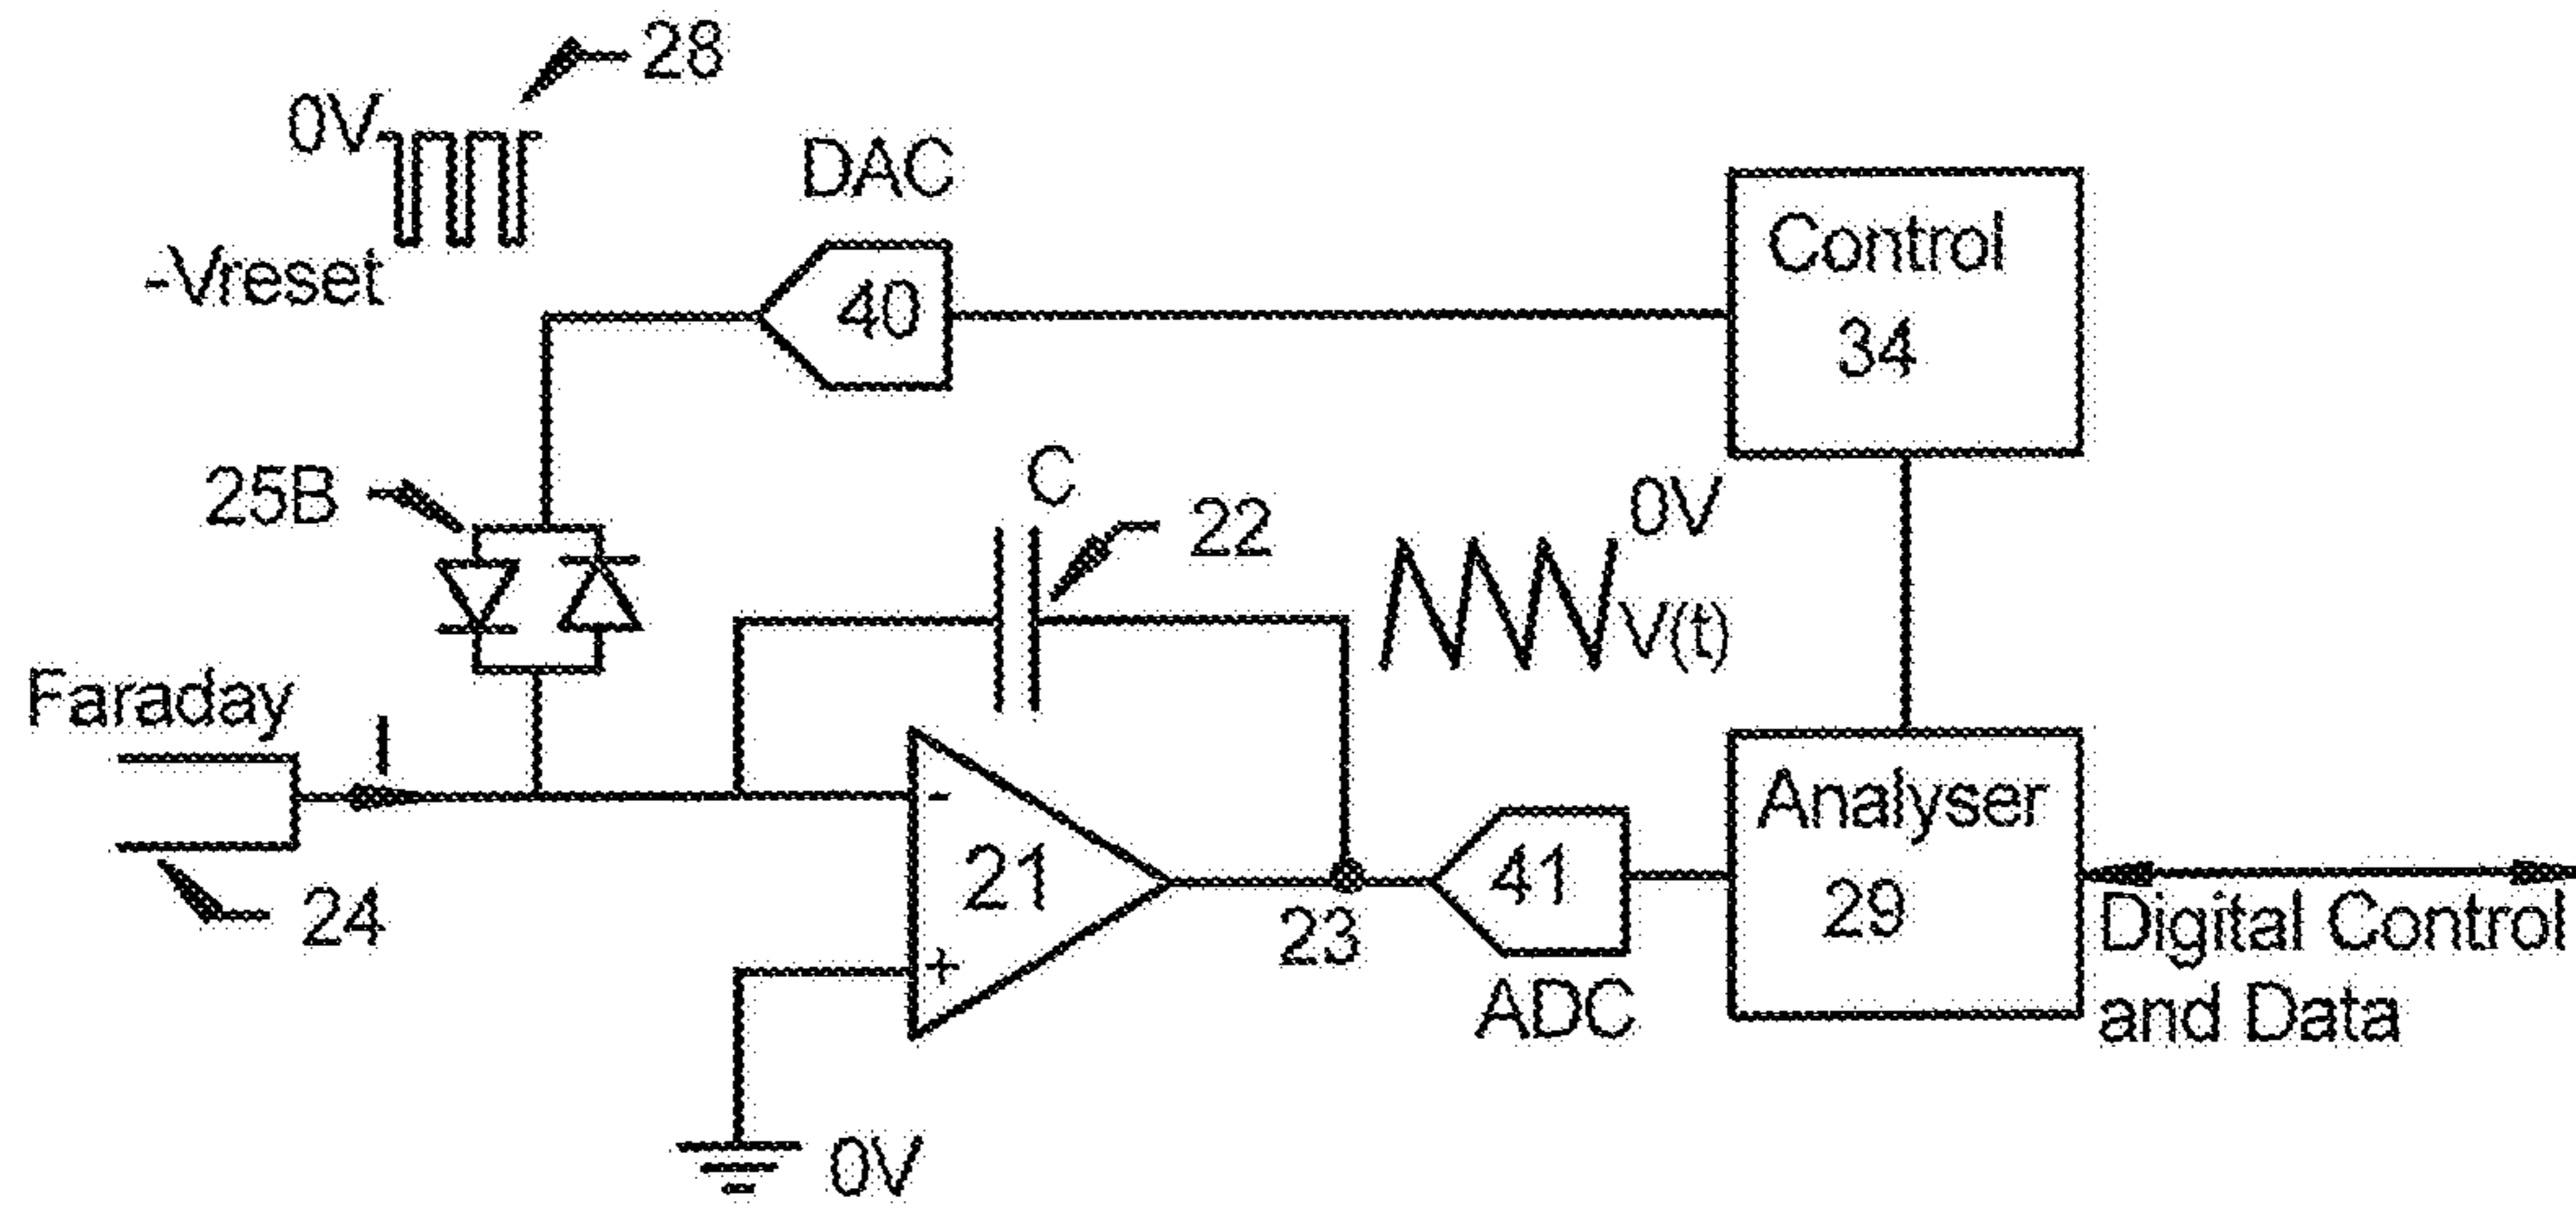 28
0V
DAC
-Vreset
40
Control
34
25B
C
22
0V
V(t)
Faraday
I
24
-
21
+
23
41
ADC
Analyser
29
Digital Control
and Data
0V